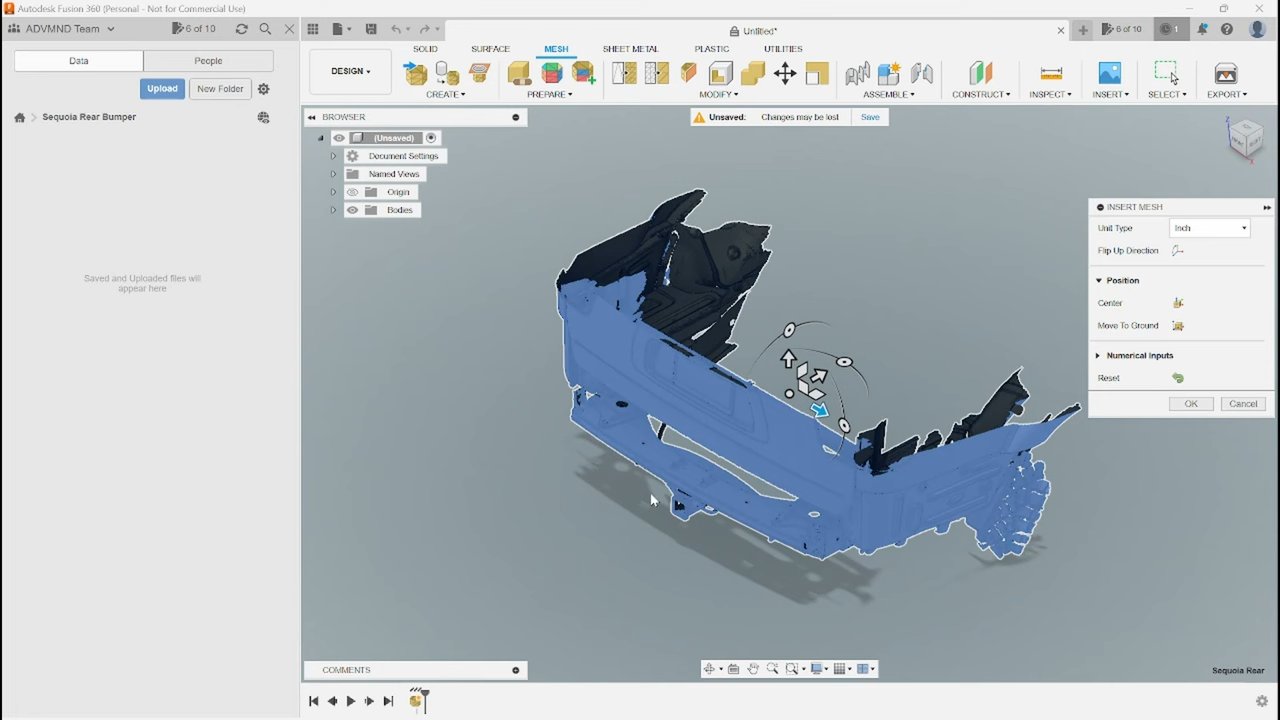 Autodesk Fusion 360 (Personal - Not for Commercial Use)
ADVMND Team
6 of 10
Untitled*
6 of 10
1
Data
People
Upload
New Folder
Sequoia Rear Bumper
Saved and Uploaded files will
appear here
SOLID
SURFACE
MESH
SHEET METAL
PLASTIC
UTILITIES
DESIGN
CREATE
PREPARE
MODIFY
ASSEMBLE
CONSTRUCT
INSPECT
INSERT
SELECT
EXPORT
BROWSER
Unsaved:
Changes may be lost
Save
(Unsaved)
Document Settings
Named Views
Origin
Bodies
INSERT MESH
Unit Type
Inch
Flip Up Direction
Position
Center
Move To Ground
Numerical Inputs
Reset
OK
Cancel
COMMENTS
Sequoia Rear